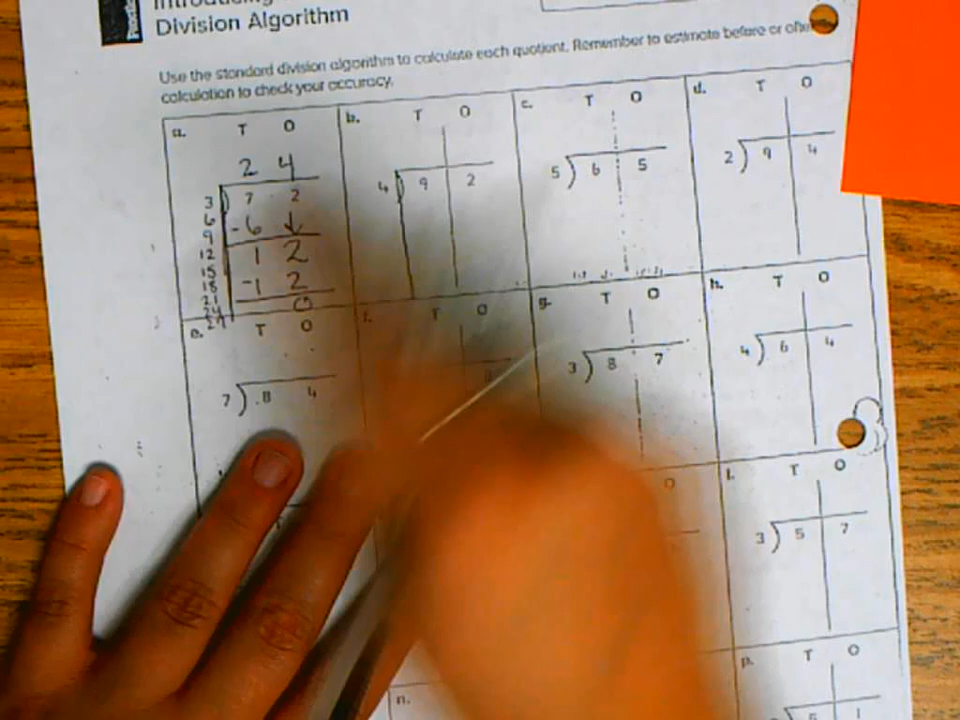 Division Algorithm
Use the standard division algorithm to calculate each quotient. Remember to estimate before or
calculation to check your accuracy.
a. T O
2 4
3 7 2
6 - 6 ↓
9
12 1 2
15
18 - 1 2
21
24 0
27
b. T O
4 9 2
c. T O
5 6 5
d. T O
2 9 4
e. T O
7 8 4
f. T O
g. T O
3 8 7
h. T O
4 6 4
O
l. T O
3 5 7
n.
p. T O